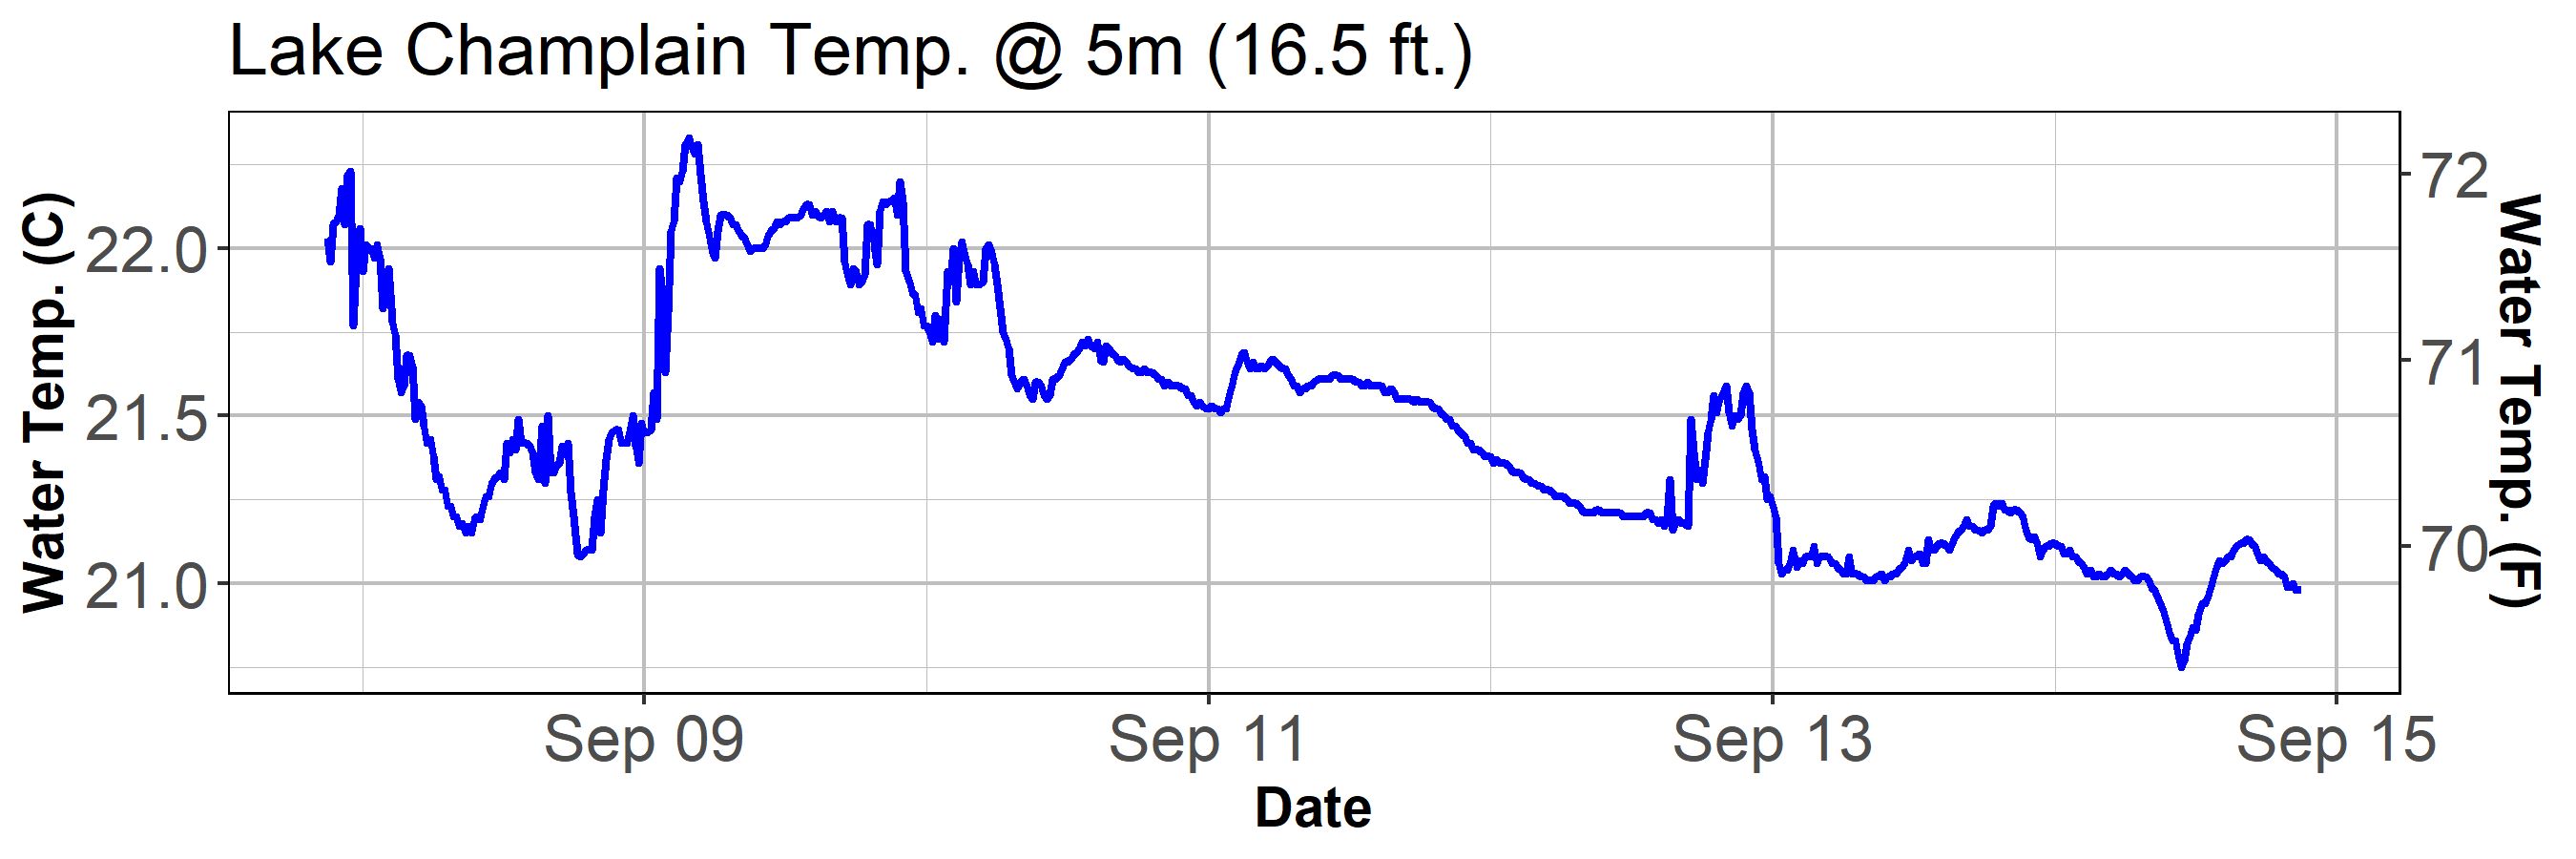 Lake Champlain Temp. @ 5m (16.5 ft.)
Water Temp. (C)
22.0
21.5
21.0
72
71
70
Water Temp. (F)
Sep 09
Sep 11
Sep 13
Sep 15
Date